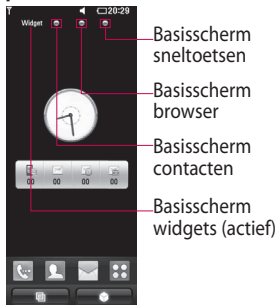 20:29
Widget
Basisscherm
sneltoetsen
Basisscherm
browser
Basisscherm
contacten
Basisscherm
widgets (actief)
00 00 00 00